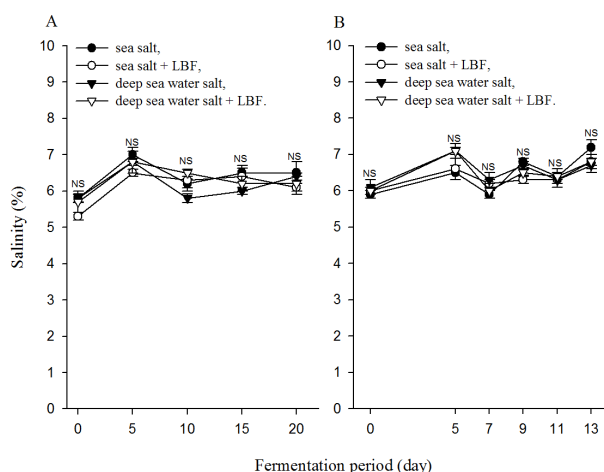 A
B
sea salt,
sea salt + LBF,
deep sea water salt,
deep sea water salt + LBF.
sea salt,
sea salt + LBF,
deep sea water salt,
deep sea water salt + LBF.
Salinity (%)
10
9
8
7
6
5
4
3
2
1
0
NS
NS
NS
NS
NS
0
5
10
15
20
10
9
8
7
6
5
4
3
2
1
0
NS
NS
NS
NS
NS
NS
0
5
7
9
11
13
Fermentation period (day)